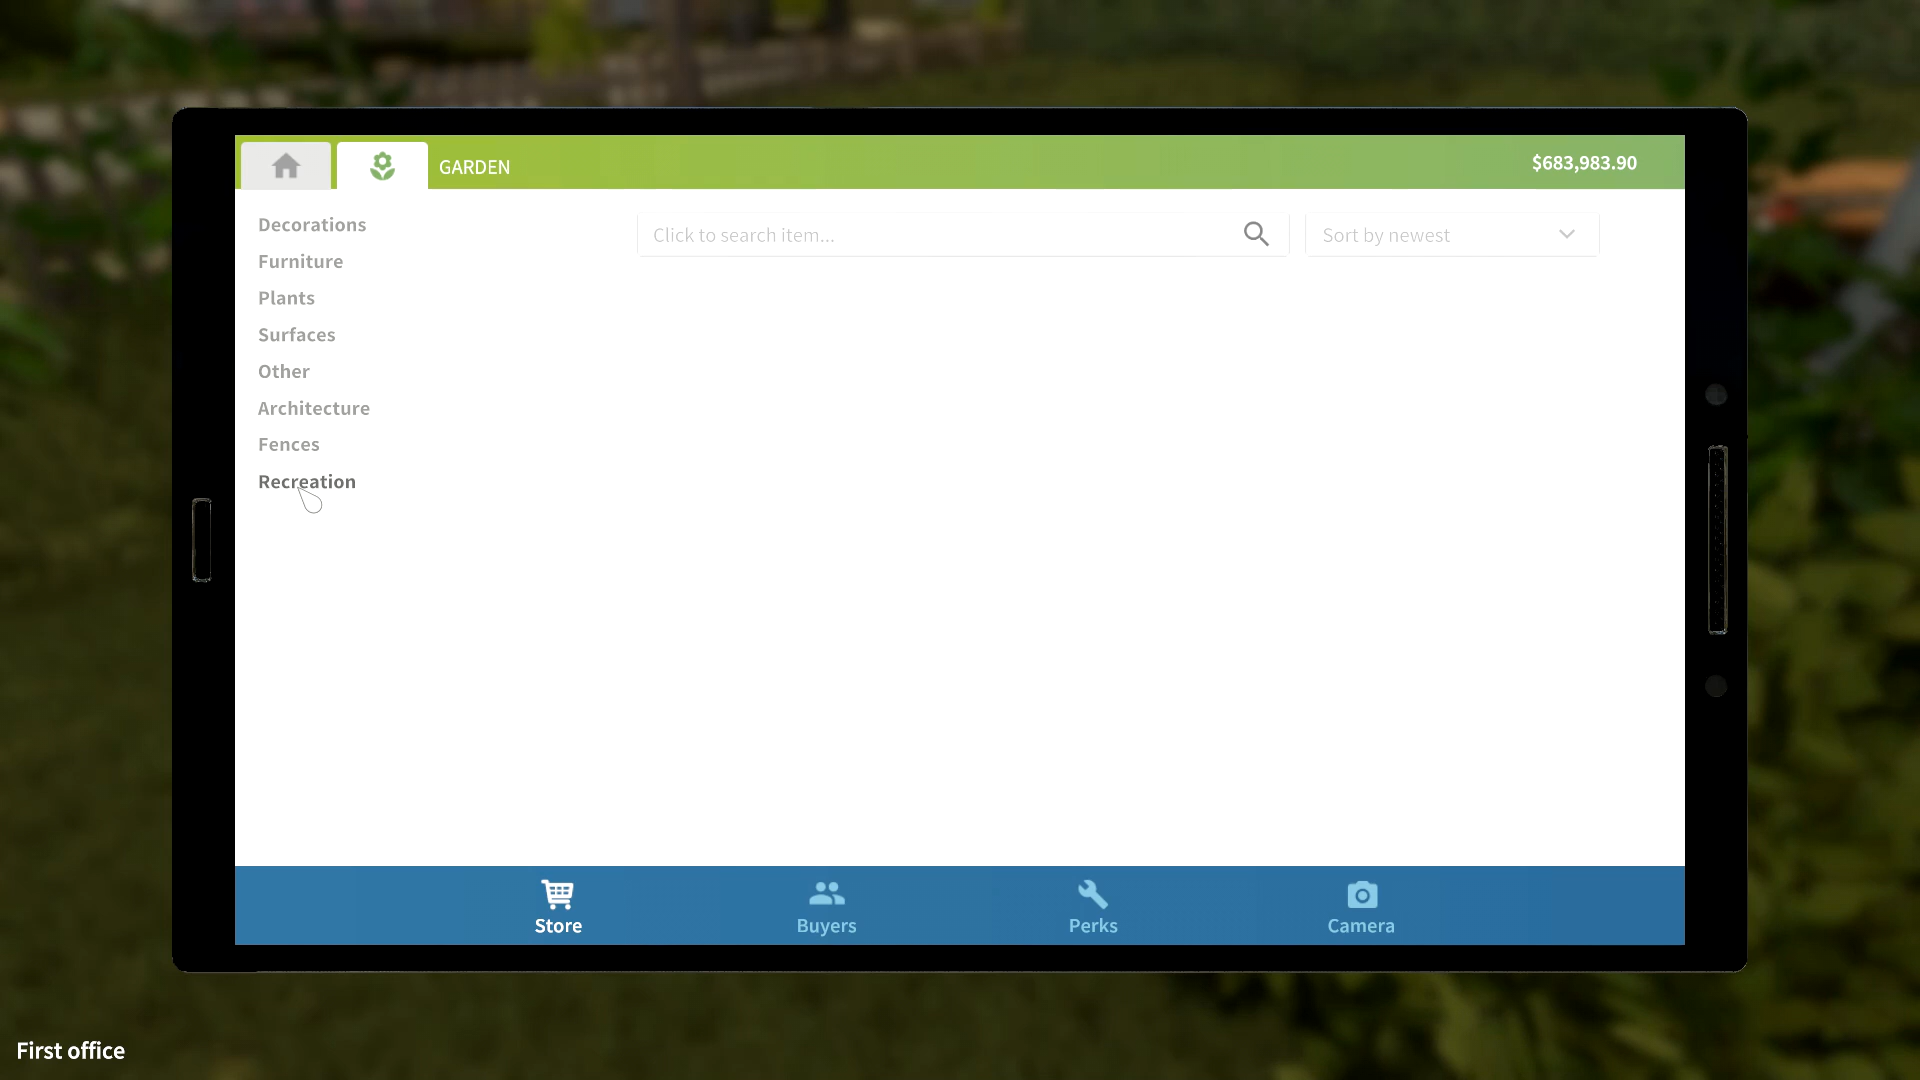 GARDEN
$683,983.90
Decorations
Furniture
Plants
Surfaces
Other
Architecture
Fences
Recreation
Click to search item...
Sort by newest
Store
Buyers
Perks
Camera
First office